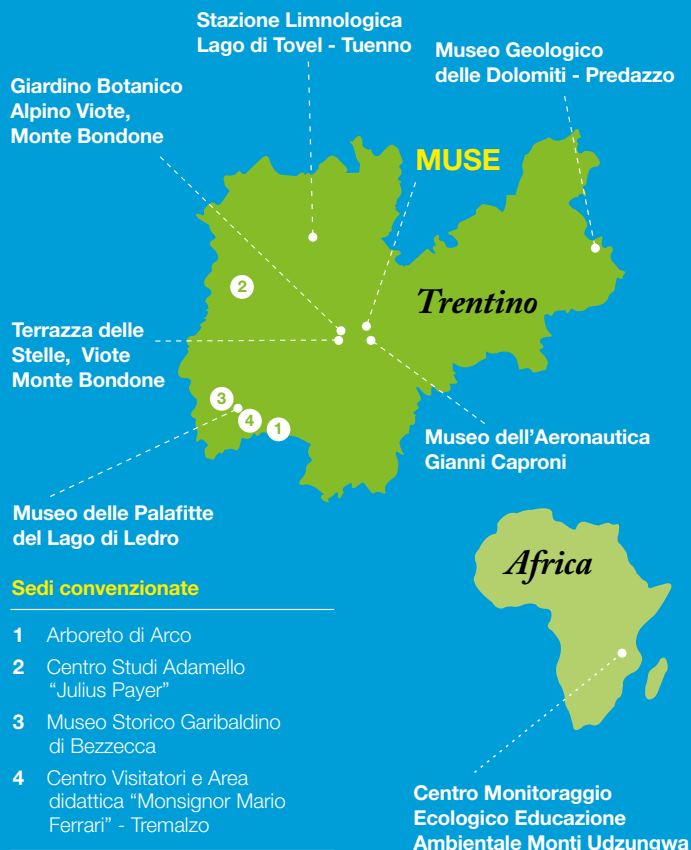 Stazione Limnologica
Lago di Tovel - Tuenno
Museo Geologico
delle Dolomiti - Predazzo
Giardino Botanico
Alpino Viote,
Monte Bondone
MUSE
2
Trentino
Terrazza delle
Stelle, Viote
Monte Bondone
3
4
1
Museo dell'Aeronautica
Gianni Caproni
Museo delle Palafitte
del Lago di Ledro
Africa
Sedi convenzionate
1 Arboreto di Arco
2 Centro Studi Adamello
“Julius Payer”
3 Museo Storico Garibaldino
di Bezzecca
4 Centro Visitatori e Area
didattica “Monsignor Mario
Ferrari” - Tremalzo
Centro Monitoraggio
Ecologico Educazione
Ambientale Monti Udzungwa